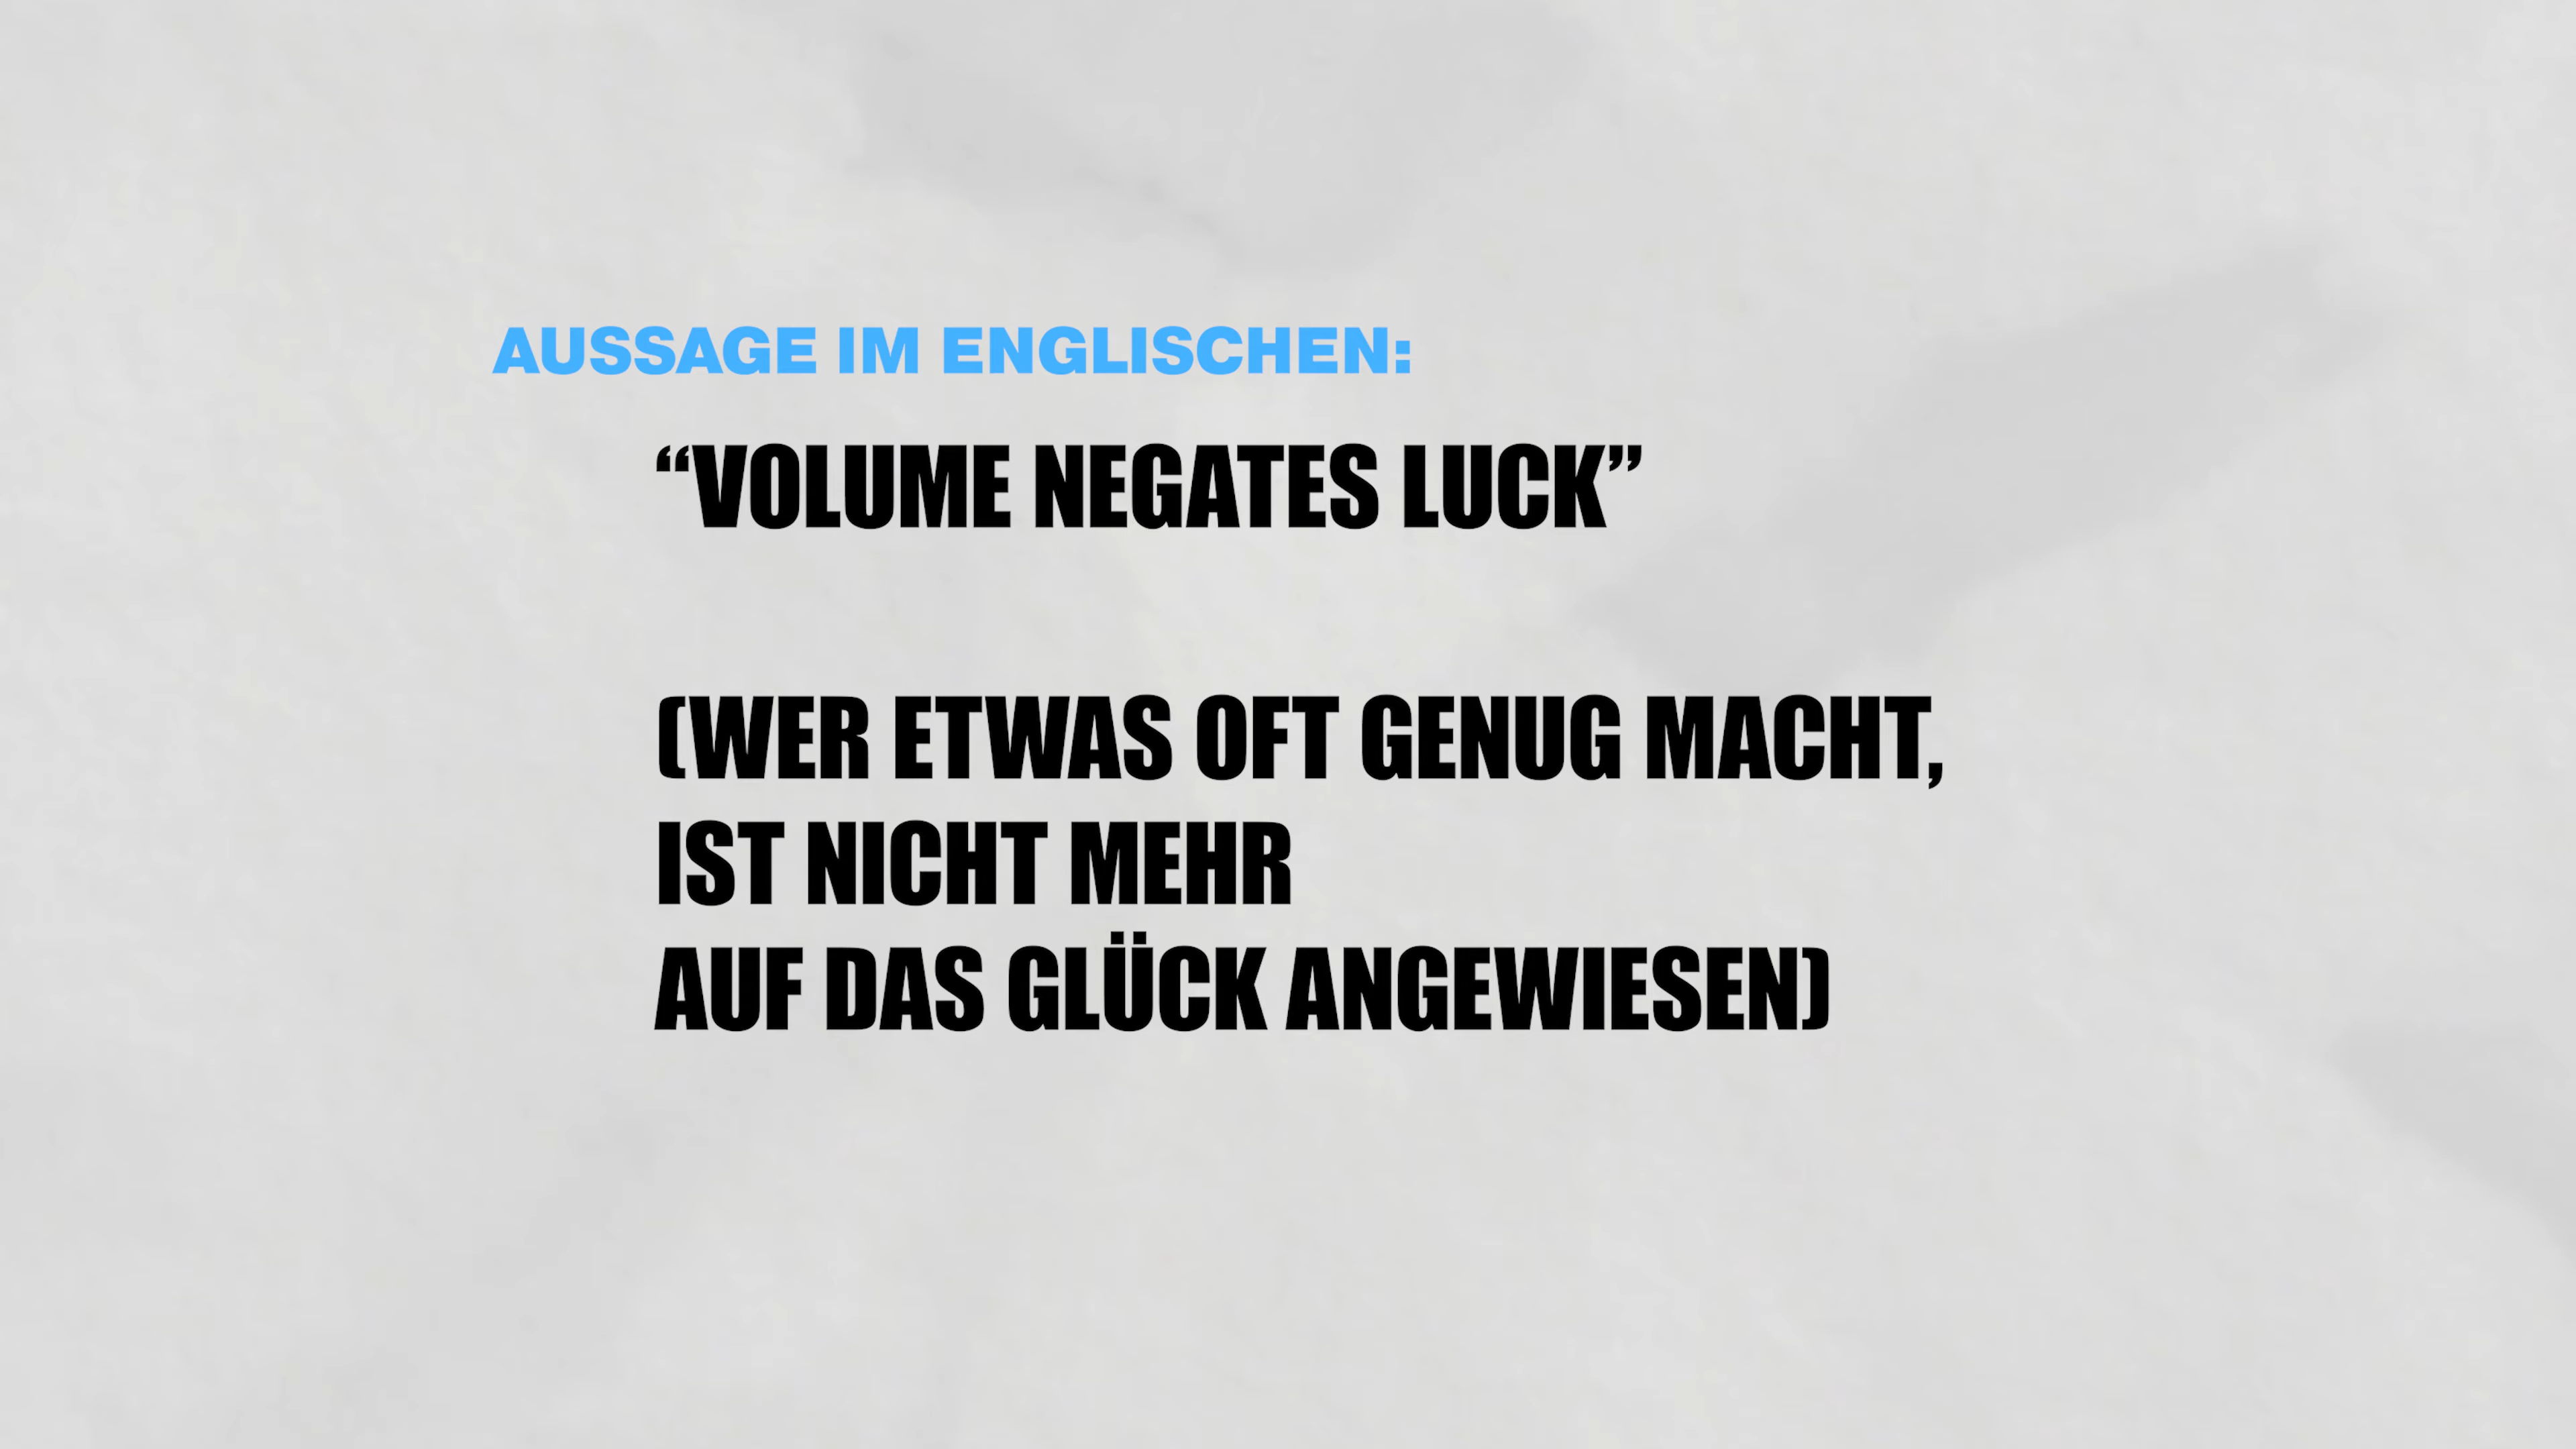 AUSSAGE IM ENGLISCHEN:
“VOLUME NEGATES LUCK”
(WER ETWAS OFT GENUG MACHT,
IST NICHT MEHR
AUF DAS GLÜCK ANGEWIESEN)